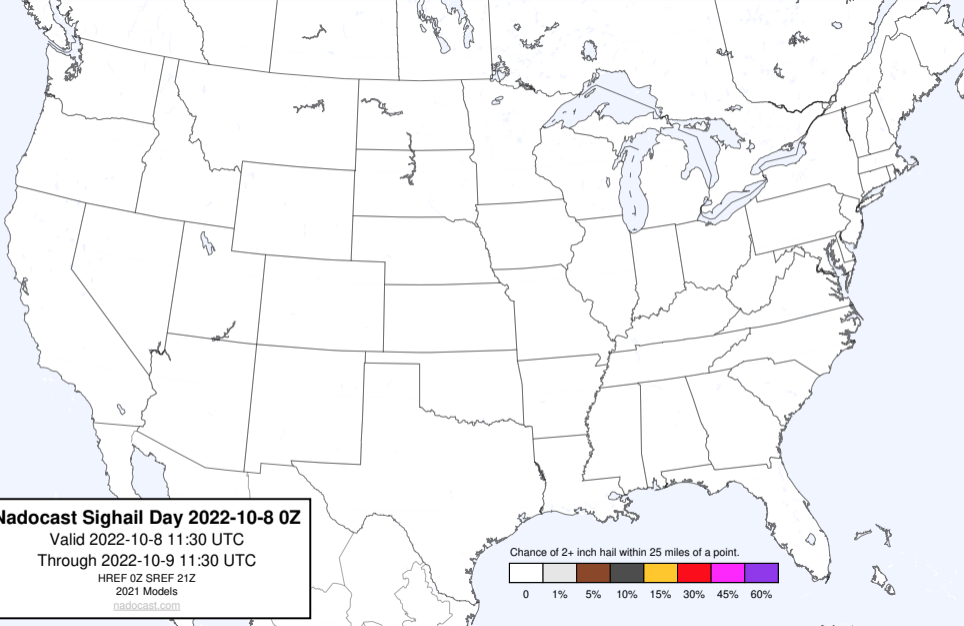 Nadocast Sighail Day 2022-10-8 0Z
Valid 2022-10-8 11:30 UTC
Through 2022-10-9 11:30 UTC
HREF 0Z SREF 21Z
2021 Models
nadocast.com
Chance of 2+ inch hail within 25 miles of a point.
0 1% 5% 10% 15% 30% 45% 60%